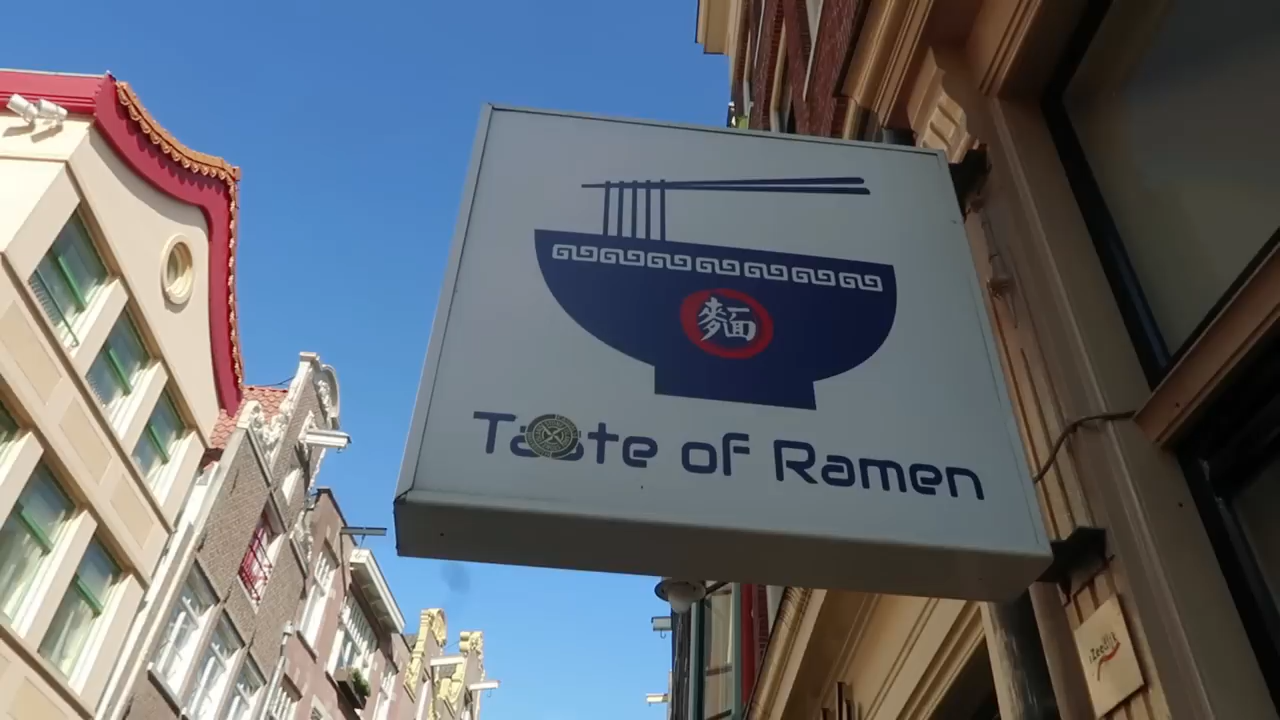 麵
Taste of Ramen